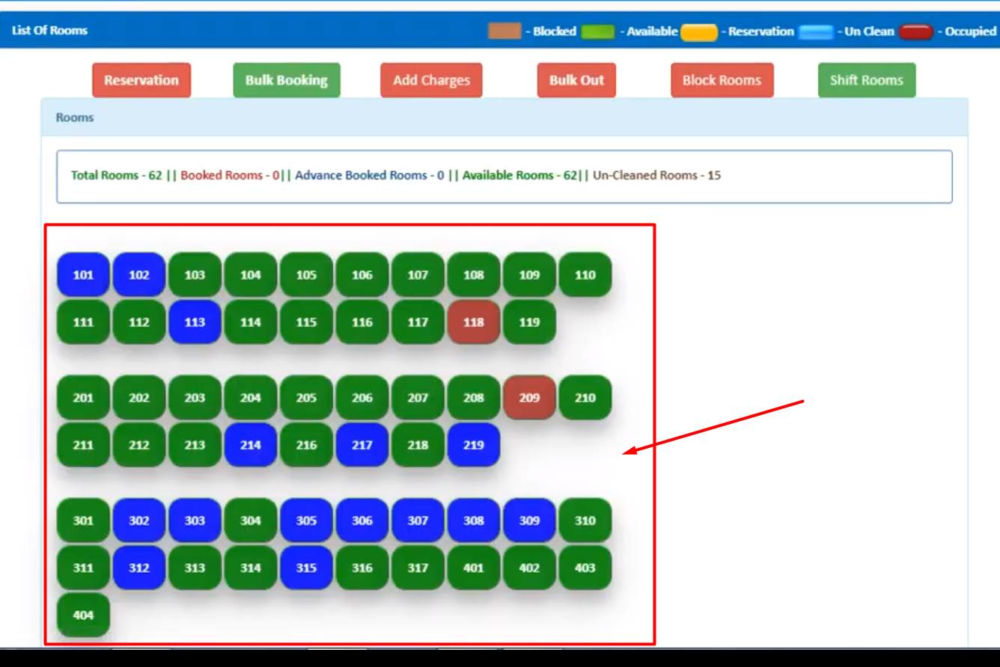 List Of Rooms - Blocked - Available - Reservation - Un Clean - Occupied
Reservation Bulk Booking Add Charges Bulk Out Block Rooms Shift Rooms
Rooms
Total Rooms - 62 || Booked Rooms - 0|| Advance Booked Rooms - 0 || Available Rooms - 62|| Un-Cleaned Rooms - 15
101 102 103 104 105 106 107 108 109 110
111 112 113 114 115 116 117 118 119
201 202 203 204 205 206 207 208 209 210
211 212 213 214 216 217 218 219
301 302 303 304 305 306 307 308 309 310
311 312 313 314 315 316 317 401 402 403
404